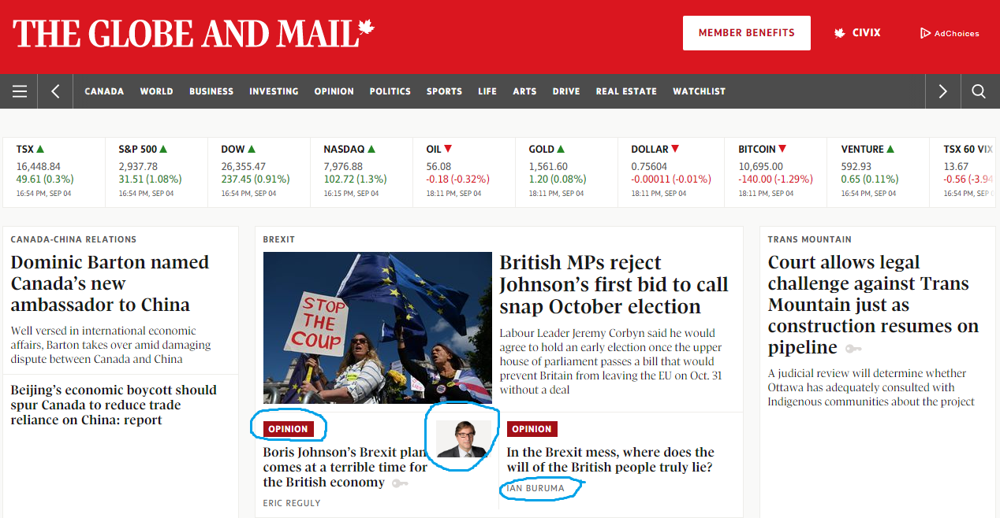 THE GLOBE AND MAIL
MEMBER BENEFITS
CIVIX
AdChoices
CANADA WORLD BUSINESS INVESTING OPINION POLITICS SPORTS LIFE ARTS DRIVE REAL ESTATE WATCHLIST
TSX S&P 500 DOW NASDAQ OIL GOLD DOLLAR BITCOIN VENTURE TSX 60 VIX
16,448.84 2,937.78 26,355.47 7,976.88 56.08 1,561.60 0.75604 10,695.00 592.93 13.67
49.61 (0.3%) 31.51 (1.08%) 237.45 (0.91%) 102.72 (1.3%) -0.18 (-0.32%) 1.20 (0.08%) -0.00011 (-0.01%) -140.00 (-1.29%) 0.65 (0.11%) -0.56 (-3.94
16:54 PM, SEP 04 16:54 PM, SEP 04 16:54 PM, SEP 04 16:15 PM, SEP 04 18:11 PM, SEP 04 18:11 PM, SEP 04 18:11 PM, SEP 04 18:11 PM, SEP 04 16:54 PM, SEP 04 16:54 PM, SEP 0
CANADA-CHINA RELATIONS
Dominic Barton named
Canada's new
ambassador to China
Well versed in international economic
affairs, Barton takes over amid damaging
dispute between Canada and China
Beijing's economic boycott should
spur Canada to reduce trade
reliance on China: report
BREXIT
STOP
THE
COUP
British MPs reject
Johnson's first bid to call
snap October election
Labour Leader Jeremy Corbyn said he would
agree to hold an early election once the upper
house of parliament passes a bill that would
prevent Britain from leaving the EU on Oct. 31
without a deal
OPINION
Boris Johnson's Brexit plan
comes at a terrible time for
the British economy
ERIC REGULY
OPINION
In the Brexit mess, where does the
will of the British people truly lie?
IAN BURUMA
TRANS MOUNTAIN
Court allows legal
challenge against Trans
Mountain just as
construction resumes on
pipeline
A judicial review will determine whether
Ottawa has adequately consulted with
Indigenous communities about the project